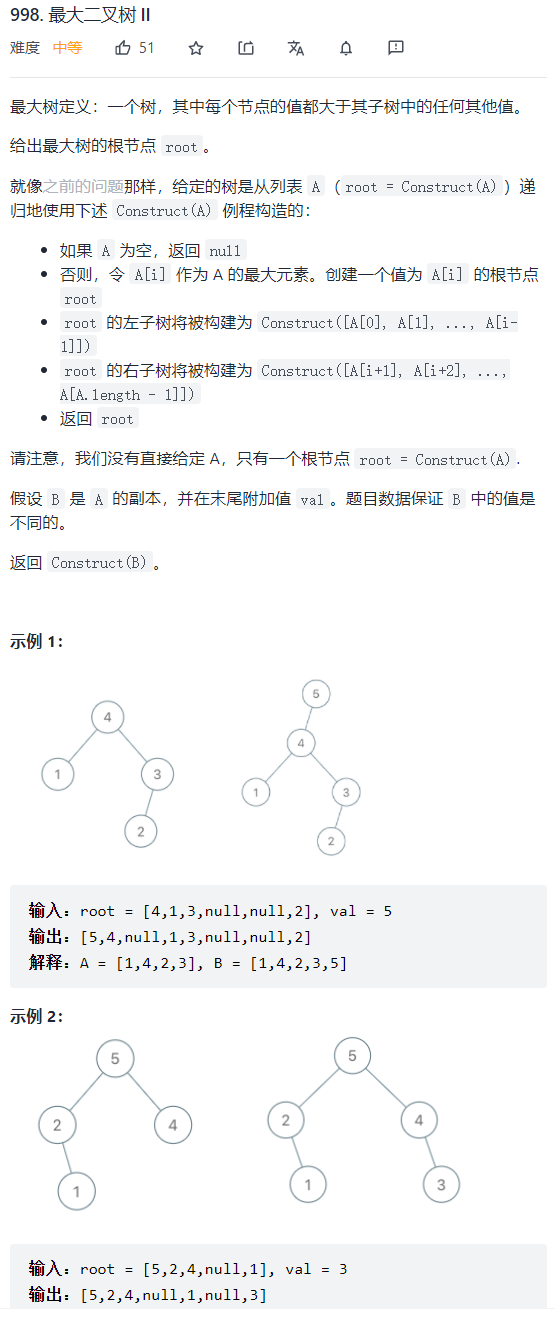 998. 最大二叉树 II
难度 中等 51
最大树定义：一个树，其中每个节点的值都大于其子树中的任何其他值。
给出最大树的根节点 root。
就像之前的问题那样，给定的树是从列表 A（root = Construct(A)）递
归地使用下述 Construct(A) 例程构造的：
如果 A 为空，返回 null
否则，令 A[i] 作为 A 的最大元素。创建一个值为 A[i] 的根节点
root
root 的左子树将被构建为 Construct([A[0], A[1], ..., A[i-
1]])
root 的右子树将被构建为 Construct([A[i+1], A[i+2], ...,
A[A.length - 1]])
返回 root
请注意，我们没有直接给定 A，只有一个根节点 root = Construct(A).
假设 B 是 A 的副本，并在末尾附加值 val。题目数据保证 B 中的值是
不同的。
返回 Construct(B)。
示例 1：
4
1 3
2
5
4
1 3
2
输入：root = [4,1,3,null,null,2], val = 5
输出：[5,4,null,1,3,null,null,2]
解释：A = [1,4,2,3], B = [1,4,2,3,5]
示例 2：
5
2 4
1
5
2 4
1 3
输入：root = [5,2,4,null,1], val = 3
输出：[5,2,4,null,1,null,3]